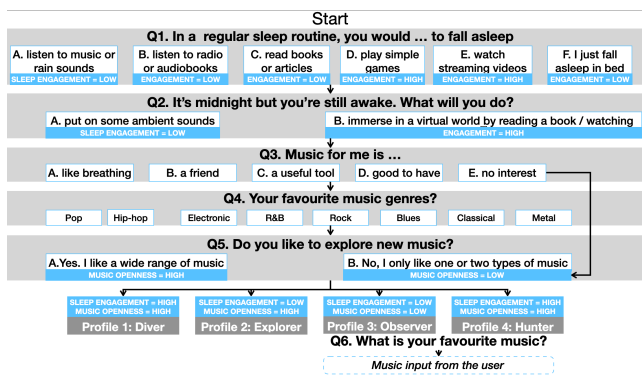 Start
Q1. In a regular sleep routine, you would ... to fall asleep
A. listen to music or
rain sounds
SLEEP ENGAGEMENT = LOW
B. listen to radio
or audiobooks
ENGAGEMENT = LOW
C. read books
or articles
ENGAGEMENT = LOW
D. play simple
games
ENGAGEMENT = HIGH
E. watch
streaming videos
ENGAGEMENT = HIGH
F. I just fall
asleep in bed
ENGAGEMENT = LOW
Q2. It's midnight but you're still awake. What will you do?
A. put on some ambient sounds
SLEEP ENGAGEMENT = LOW
B. immerse in a virtual world by reading a book / watching
ENGAGEMENT = HIGH
Q3. Music for me is ...
A. like breathing
B. a friend
C. a useful tool
D. good to have
E. no interest
Q4. Your favourite music genres?
Pop
Hip-hop
Electronic
R&B
Rock
Blues
Classical
Metal
Q5. Do you like to explore new music?
A.Yes. I like a wide range of music
MUSIC OPENNESS = HIGH
B. No, I only like one or two types of music
MUSIC OPENNESS = LOW
SLEEP ENGAGEMENT = HIGH
MUSIC OPENNESS = HIGH
Profile 1: Diver
SLEEP ENGAGEMENT = LOW
MUSIC OPENNESS = HIGH
Profile 2: Explorer
SLEEP ENGAGEMENT = LOW
MUSIC OPENNESS = LOW
Profile 3: Observer
SLEEP ENGAGEMENT = HIGH
MUSIC OPENNESS = HIGH
Profile 4: Hunter
Q6. What is your favourite music?
Music input from the user